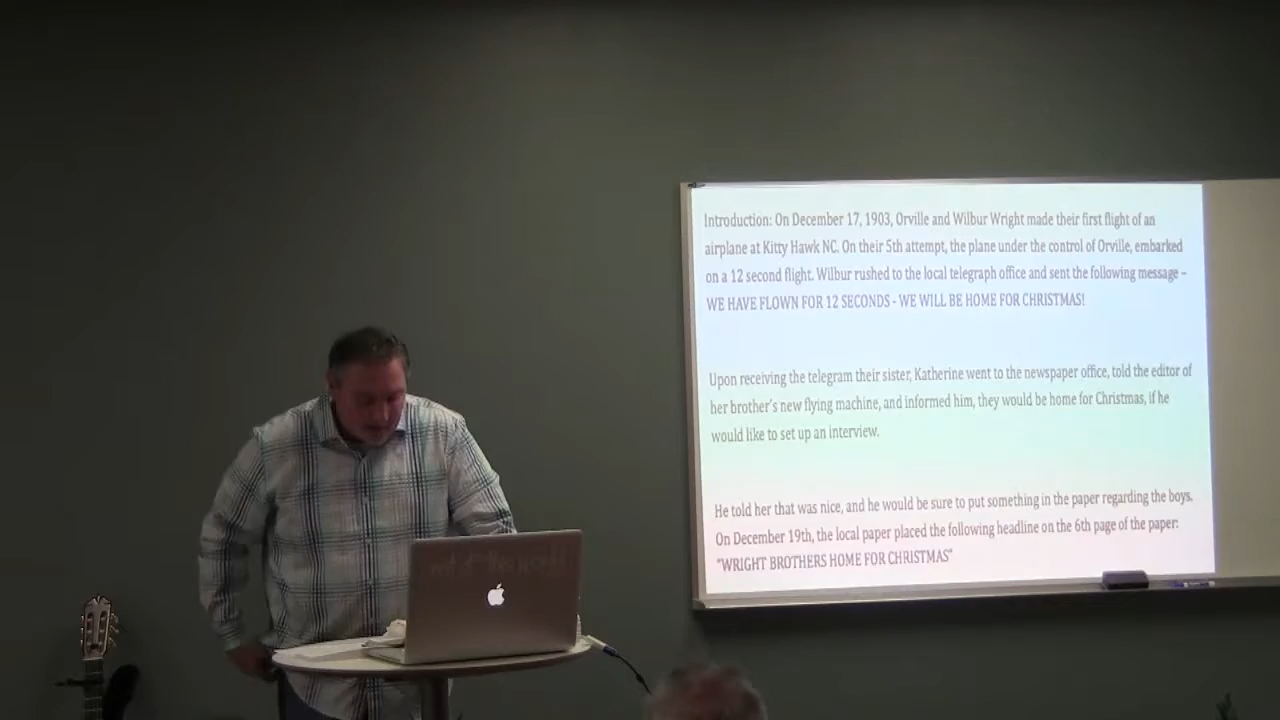 Introduction: On December 17, 1903, Orville and Wilbur Wright made their first flight of an
airplane at Kitty Hawk NC. On their 5th attempt, the plane under the control of Orville, embarked
on a 12 second flight. Wilbur rushed to the local telegraph office and sent the following message –
WE HAVE FLOWN FOR 12 SECONDS - WE WILL BE HOME FOR CHRISTMAS!
Upon receiving the telegram their sister, Katherine went to the newspaper office, told the editor of
her brother's new flying machine, and informed him, they would be home for Christmas, if he
would like to set up an interview.
He told her that was nice, and he would be sure to put something in the paper regarding the boys.
On December 19th, the local paper placed the following headline on the 6th page of the paper:
"WRIGHT BROTHERS HOME FOR CHRISTMAS"
not of this world